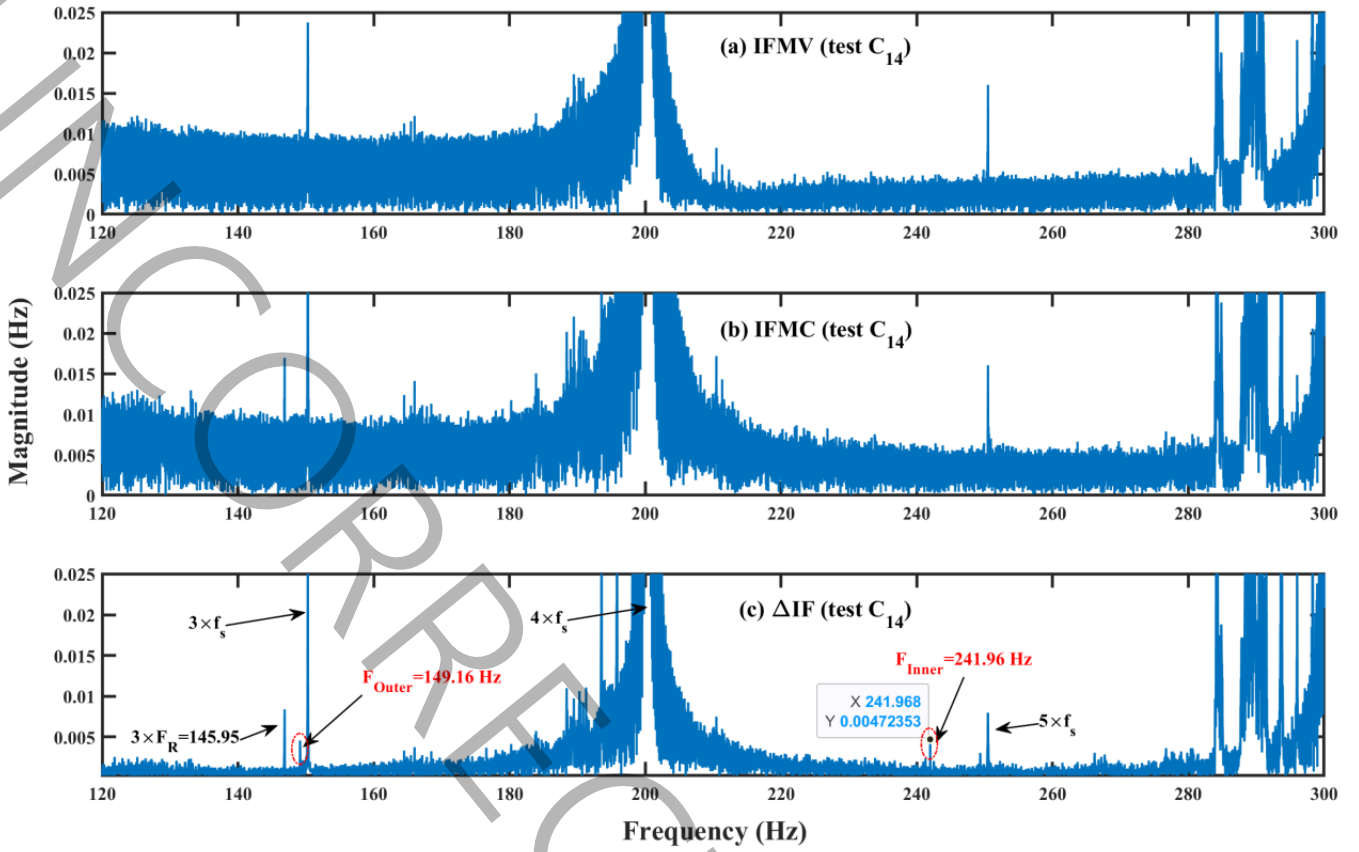 0.025
0.02
0.015
0.01
0.005
0
(a) IFMV (test C14)
120 140 160 180 200 220 240 260 280 300
0.025
0.02
0.015
0.01
0.005
0
(b) IFMC (test C14)
120 140 160 180 200 220 240 260 280 300
Magnitude (Hz)
0.025
0.02
0.015
0.01
0.005
(c) ΔIF (test C14)
3×fs
4×fs
FOuter=149.16 Hz
FInner=241.96 Hz
X 241.968
Y 0.00472353
3×FR=145.95
5×fs
120 140 160 180 200 220 240 260 280 300
Frequency (Hz)
INCORREC